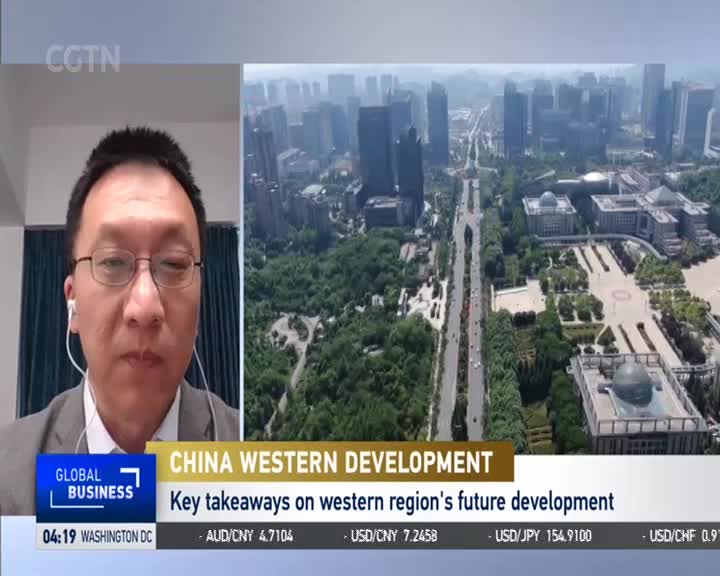 CGTN
CHINA WESTERN DEVELOPMENT
GLOBAL
BUSINESS
Key takeaways on western region's future development
04:19 WASHINGTON DC
- AUD/CNY 4.7104 - USD/CNY 7.2458 - USD/JPY 154.9100 - USD/CHF 0.9